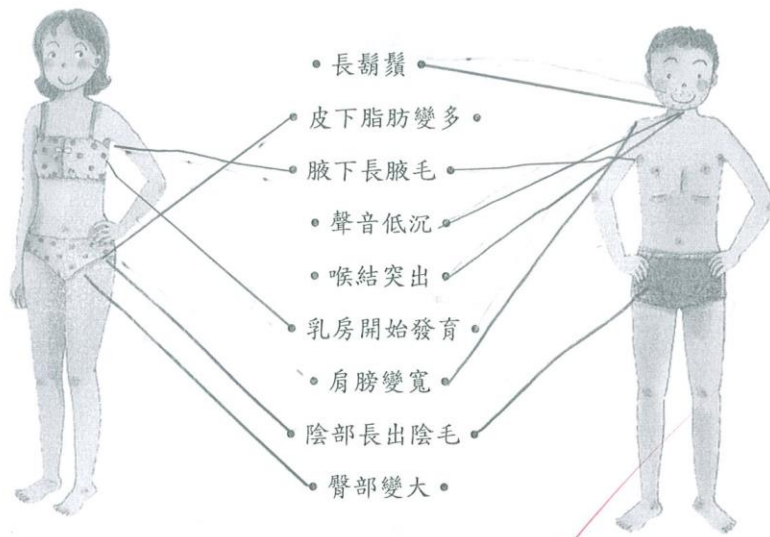 長鬍鬚
皮下脂肪變多
腋下長腋毛
聲音低沉
喉結突出
乳房開始發育
肩膀變寬
陰部長出陰毛
臀部變大